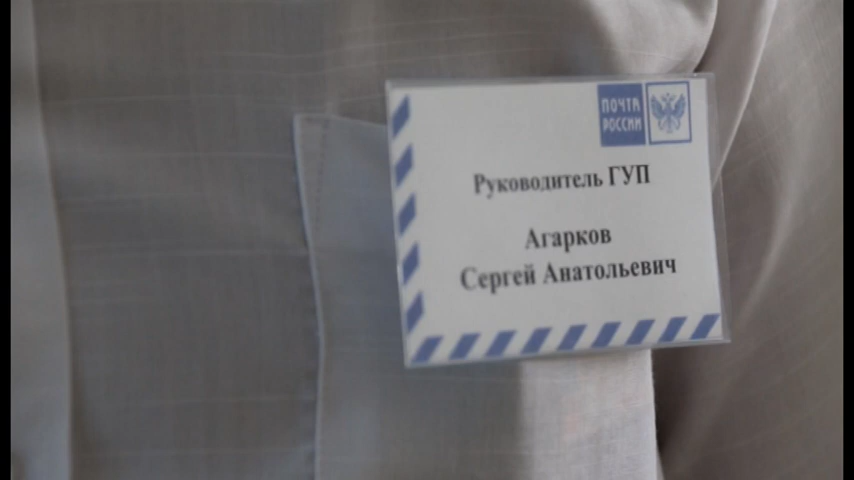 ПОЧТА
РОССИИ
Руководитель ГУП
Агарков
Сергей Анатольевич